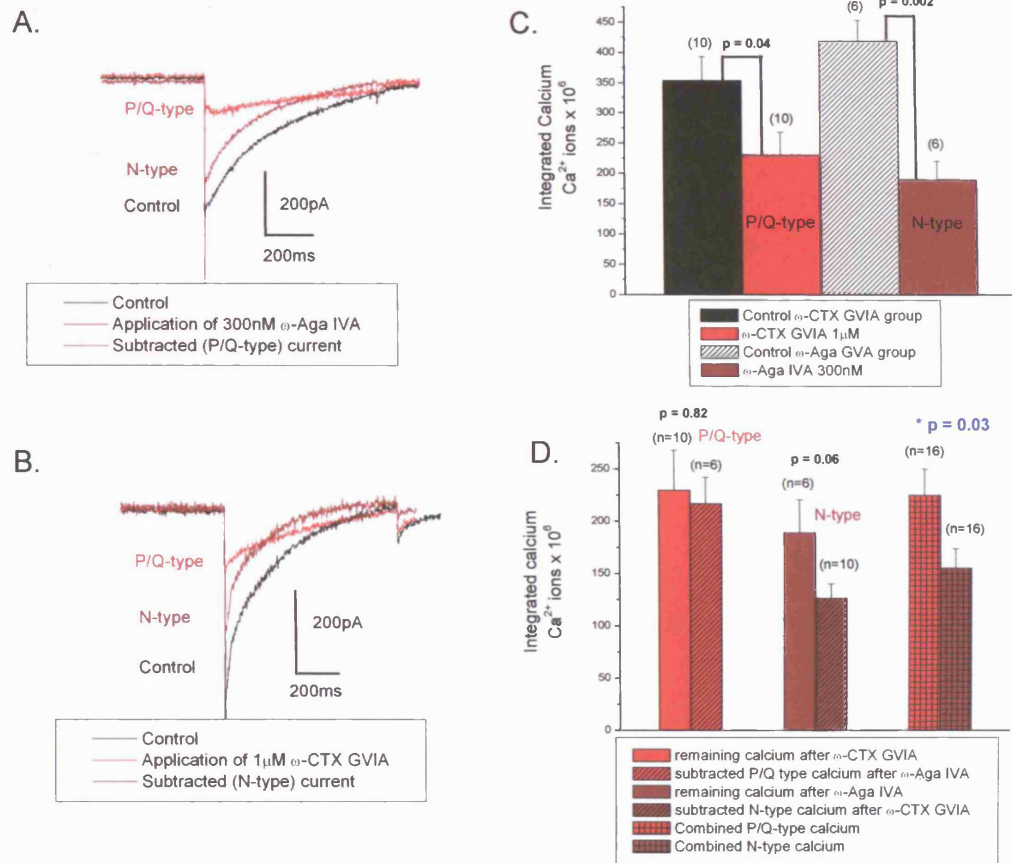 A.
P/Q-type
N-type
Control
200pA
200ms
Control
Application of 300nM ω-Aga IVA
Subtracted (P/Q-type) current
B.
P/Q-type
N-type
Control
200pA
200ms
Control
Application of 1μM ω-CTX GVIA
Subtracted (N-type) current
C.
Integrated Calcium
Ca²⁺ ions x 10⁶
450
400
350
300
250
200
150
100
50
0
(10)
p = 0.04
(10)
(6)
p = 0.002
(6)
P/Q-type
N-type
Control ω-CTX GVIA group
ω-CTX GVIA 1μM
Control ω-Aga GVA group
ω-Aga IVA 300nM
D.
Integrated calcium
Ca²⁺ ions x 10⁶
250
200
150
100
50
0
p = 0.82
(n=10)
P/Q-type
(n=6)
p = 0.06
(n=6)
N-type
(n=10)
* p = 0.03
(n=16)
(n=16)
remaining calcium after ω-CTX GVIA
subtracted P/Q type calcium after ω-Aga IVA
remaining calcium after ω-Aga IVA
subtracted N-type calcium after ω-CTX GVIA
Combined P/Q-type calcium
Combined N-type calcium